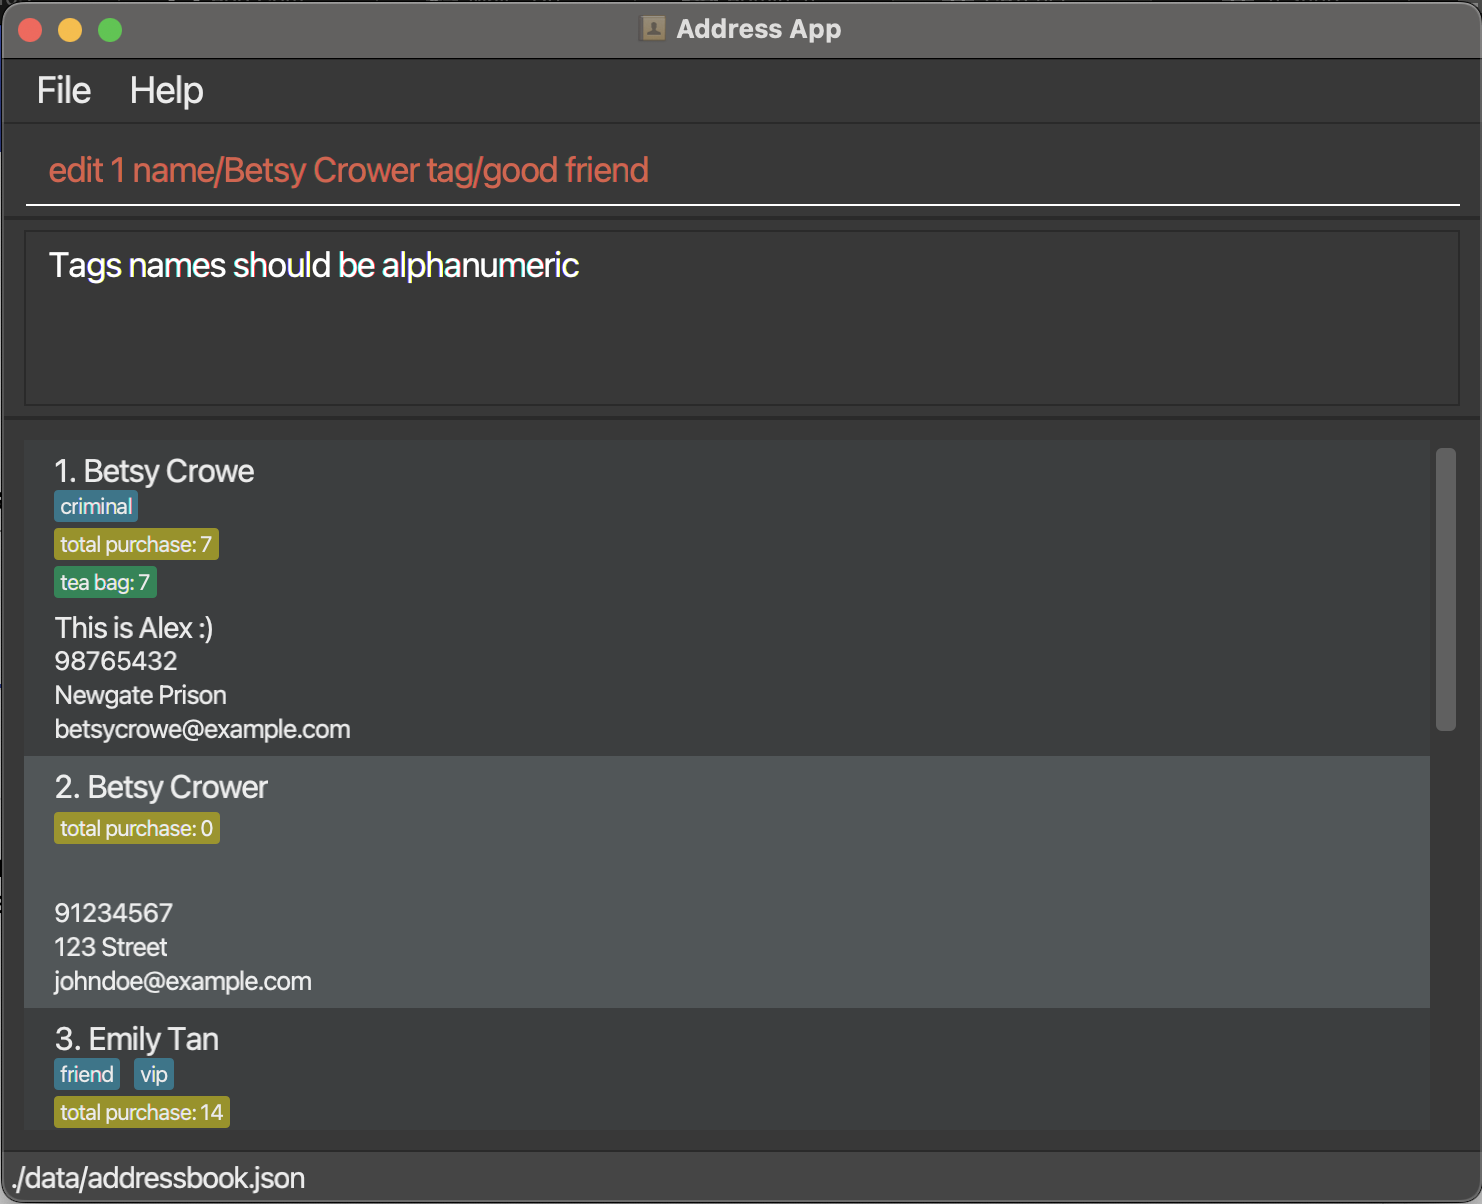 Address App
File Help
edit 1 name/Betsy Crower tag/good friend
Tags names should be alphanumeric
1. Betsy Crowe
criminal
total purchase: 7
tea bag: 7
This is Alex :)
98765432
Newgate Prison
betsycrowe@example.com
2. Betsy Crower
total purchase: 0
91234567
123 Street
johndoe@example.com
3. Emily Tan
friend vip
total purchase: 14
./data/addressbook.json